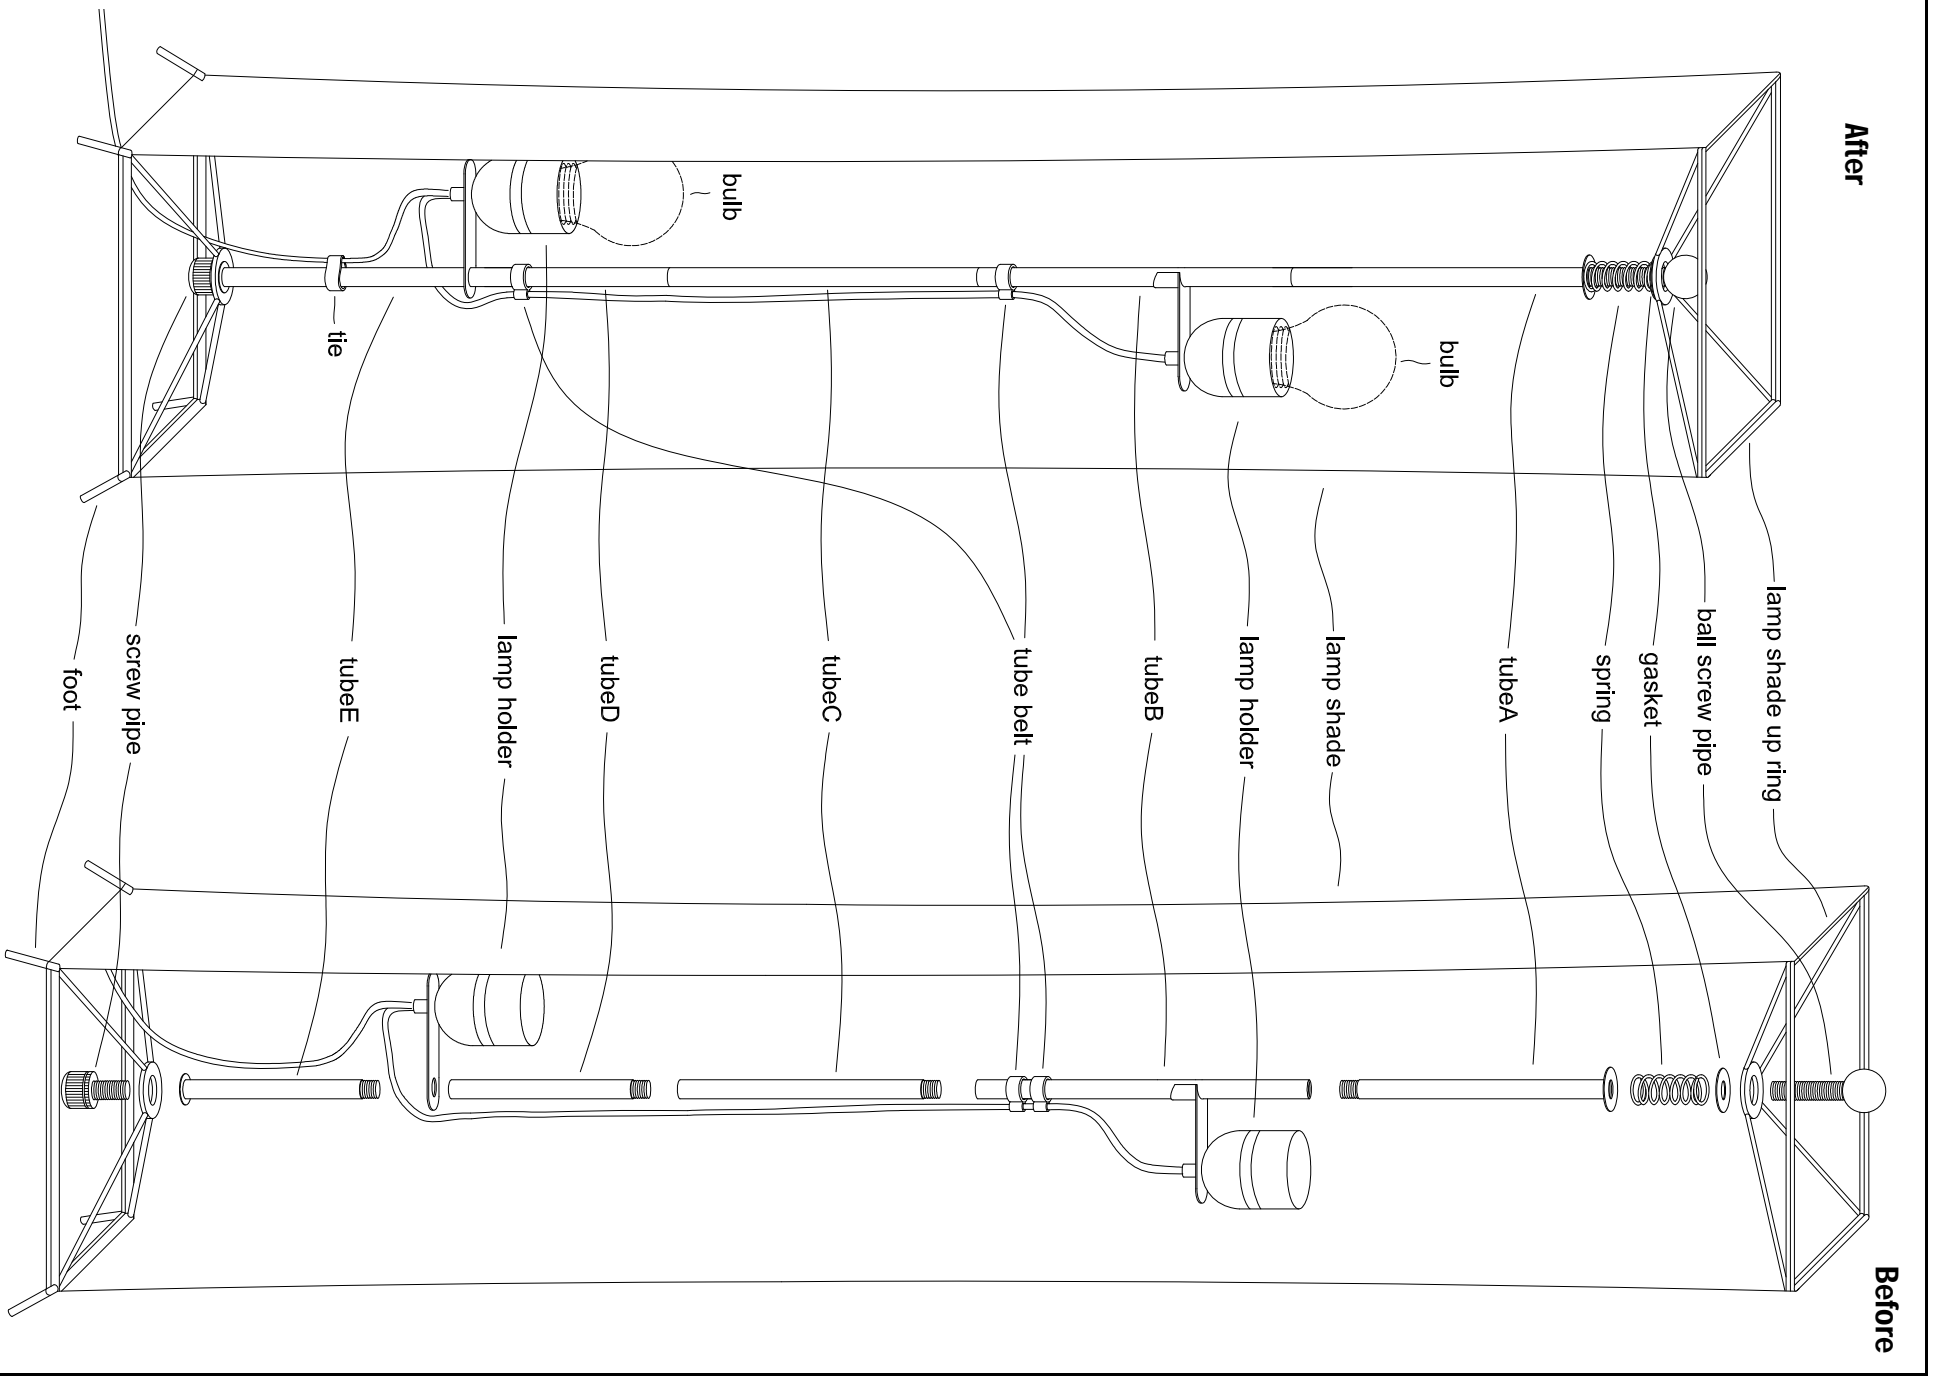 After
Before
lamp shade up ring
ball screw pipe
gasket
spring
tubeA
bulb
lamp shade
lamp holder
tubeB
tube belt
tubeC
bulb
tubeD
lamp holder
tubeE
tie
screw pipe
foot